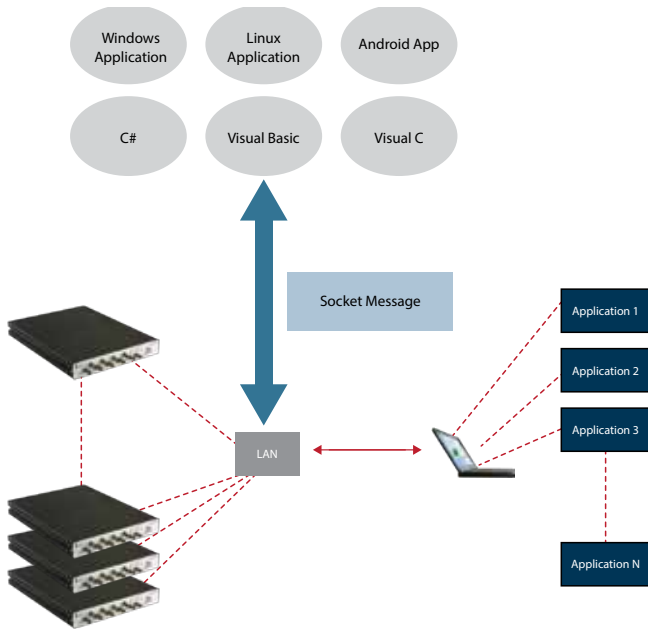 Windows
Application
Linux
Application
Android App
C#
Visual Basic
Visual C
Socket Message
Application 1
Application 2
Application 3
LAN
Application N